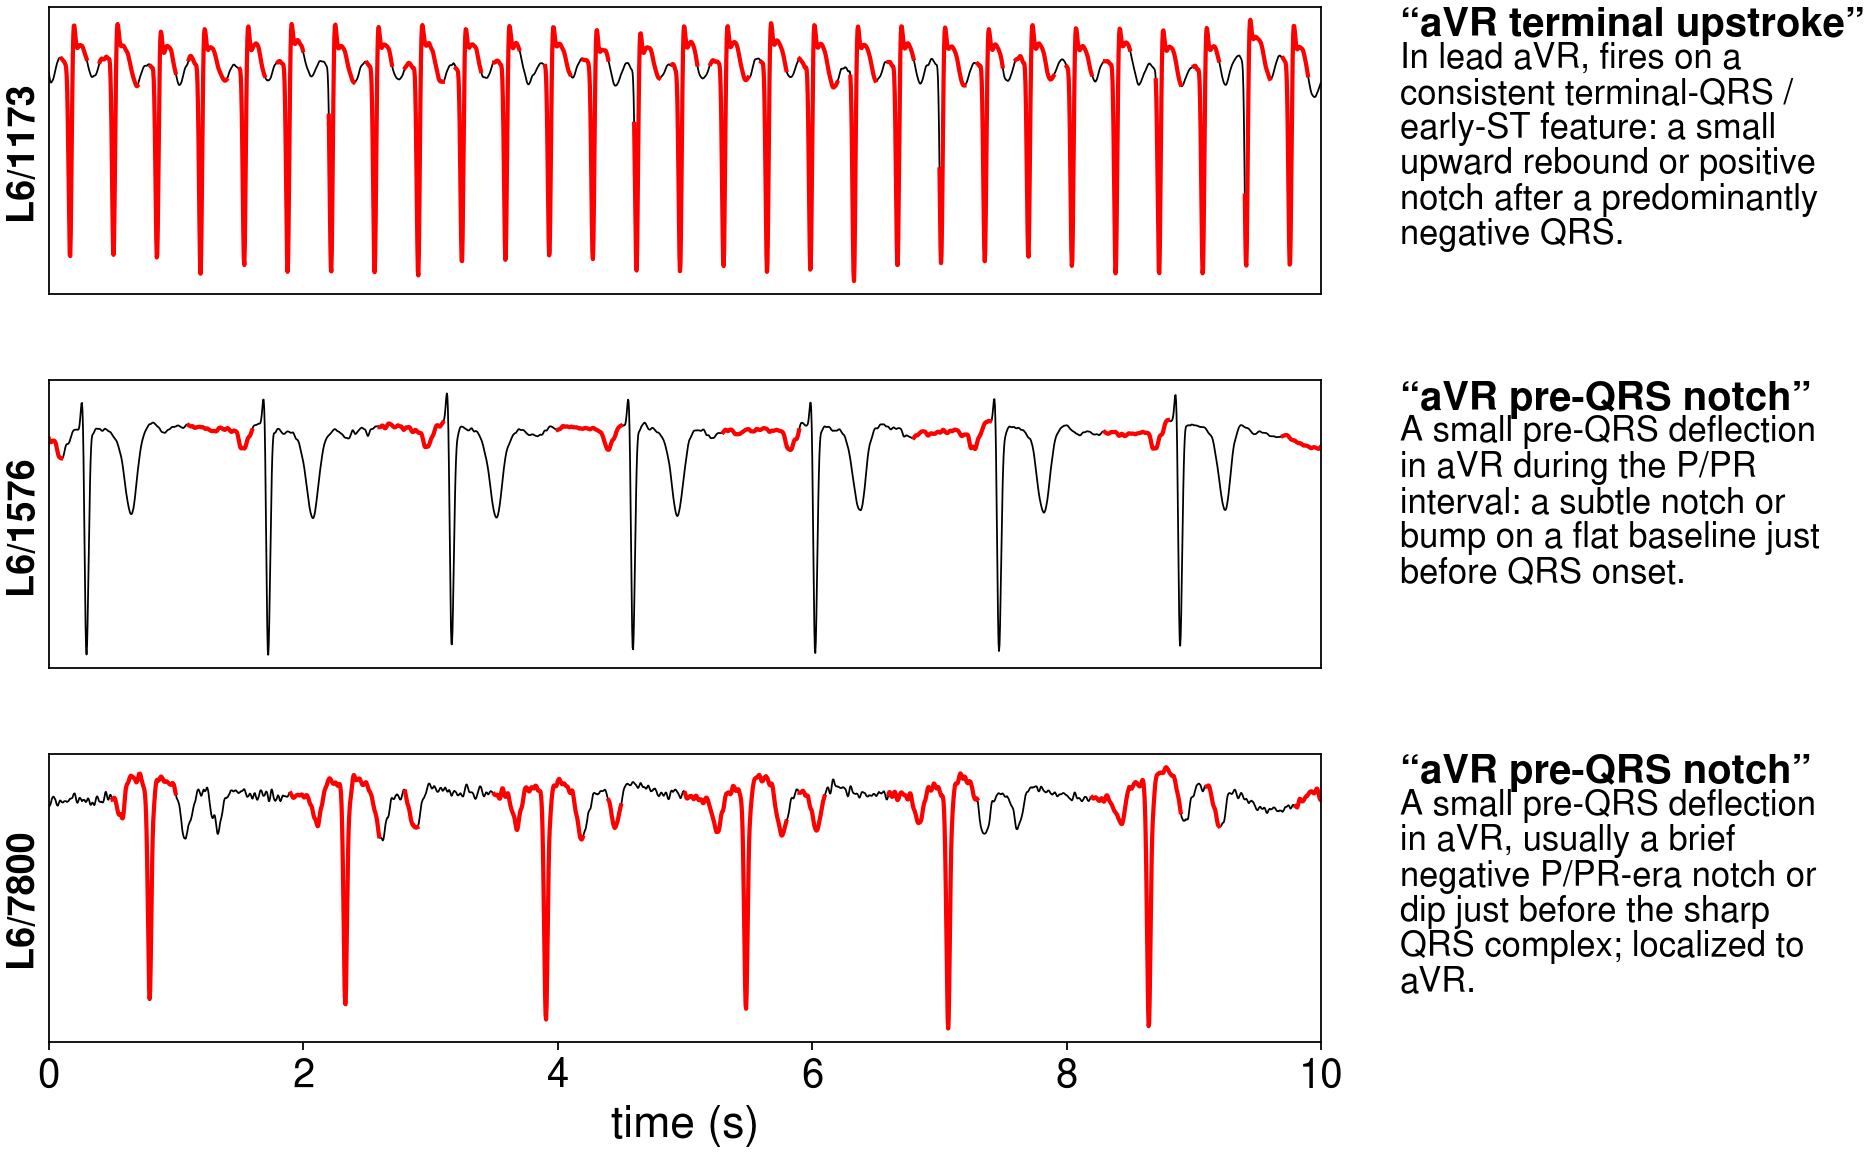 L6/1173
“aVR terminal upstroke”
In lead aVR, fires on a
consistent terminal-QRS /
early-ST feature: a small
upward rebound or positive
notch after a predominantly
negative QRS.
L6/1576
“aVR pre-QRS notch”
A small pre-QRS deflection
in aVR during the P/PR
interval: a subtle notch or
bump on a flat baseline just
before QRS onset.
L6/7800
“aVR pre-QRS notch”
A small pre-QRS deflection
in aVR, usually a brief
negative P/PR-era notch or
dip just before the sharp
QRS complex; localized to
aVR.
0 2 4 6 8 10
time (s)